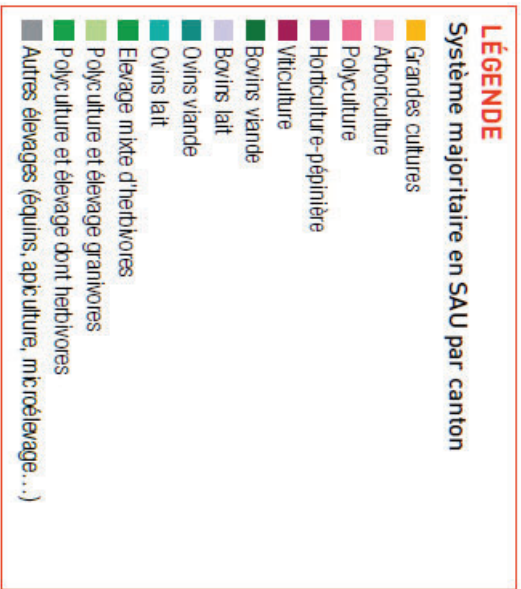 LÉGENDE
Système majoritaire en SAU par canton
Grandes cultures
Arboriculture
Polyculture
Horticulture-pépinière
Viticulture
Bovins viande
Bovins lait
Ovins viande
Ovins lait
Elevage mixte d'herbivores
Polyculture et élevage granivores
Polyculture et élevage dont herbivores
Autres élevages (équins, apiculture, microélevage…)